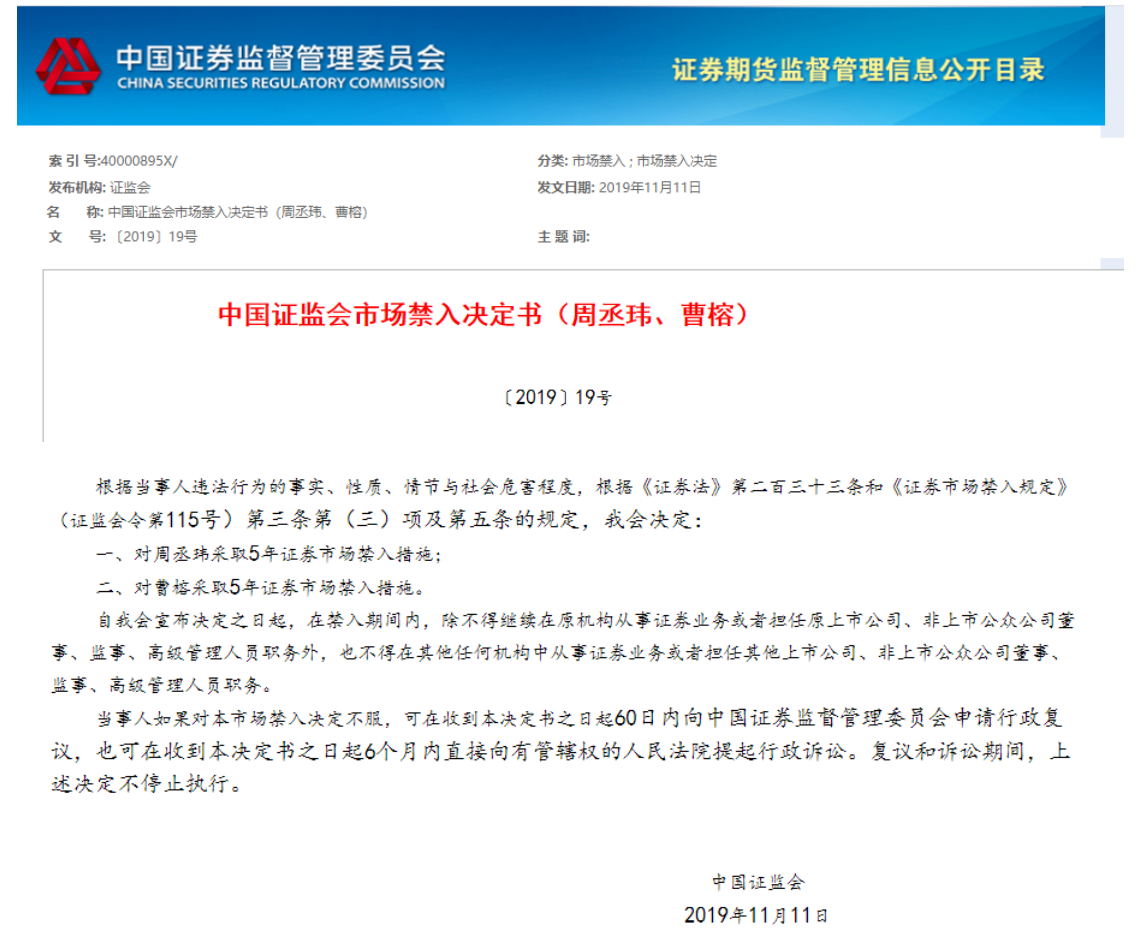 中国证券监督管理委员会
CHINA SECURITIES REGULATORY COMMISSION
证券期货监督管理信息公开目录
索 引 号:40000895X/
分类: 市场禁入 ; 市场禁入决定
发布机构: 证监会
发文日期: 2019年11月11日
名 称: 中国证监会市场禁入决定书（周丞玮、曹榕）
文 号:〔2019〕19号
主 题 词:
中国证监会市场禁入决定书（周丞玮、曹榕）
〔2019〕19号
根据当事人违法行为的事实、性质、情节与社会危害程度，根据《证券法》第二百三十三条和《证券市场禁入规定》
（证监会令第115号）第三条第（三）项及第五条的规定，我会决定：
一、对周丞玮采取5年证券市场禁入措施；
二、对曹榕采取5年证券市场禁入措施。
自我会宣布决定之日起，在禁入期间内，除不得继续在原机构从事证券业务或者担任原上市公司、非上市公众公司董
事、监事、高级管理人员职务外，也不得在其他任何机构中从事证券业务或者担任其他上市公司、非上市公众公司董事、
监事、高级管理人员职务。
当事人如果对本市场禁入决定不服，可在收到本决定书之日起60日内向中国证券监督管理委员会申请行政复
议，也可在收到本决定书之日起6个月内直接向有管辖权的人民法院提起行政诉讼。复议和诉讼期间，上
述决定不停止执行。
中国证监会
2019年11月11日